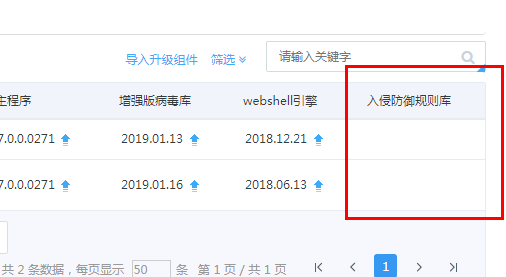 导入升级组件 筛选 请输入关键字
主程序 增强版病毒库 webshell引擎 入侵防御规则库
7.0.0.0271 2019.01.13 2018.12.21
7.0.0.0271 2019.01.16 2018.06.13
共 2 条数据，每页显示 50 条 第 1 页 / 共 1 页 1